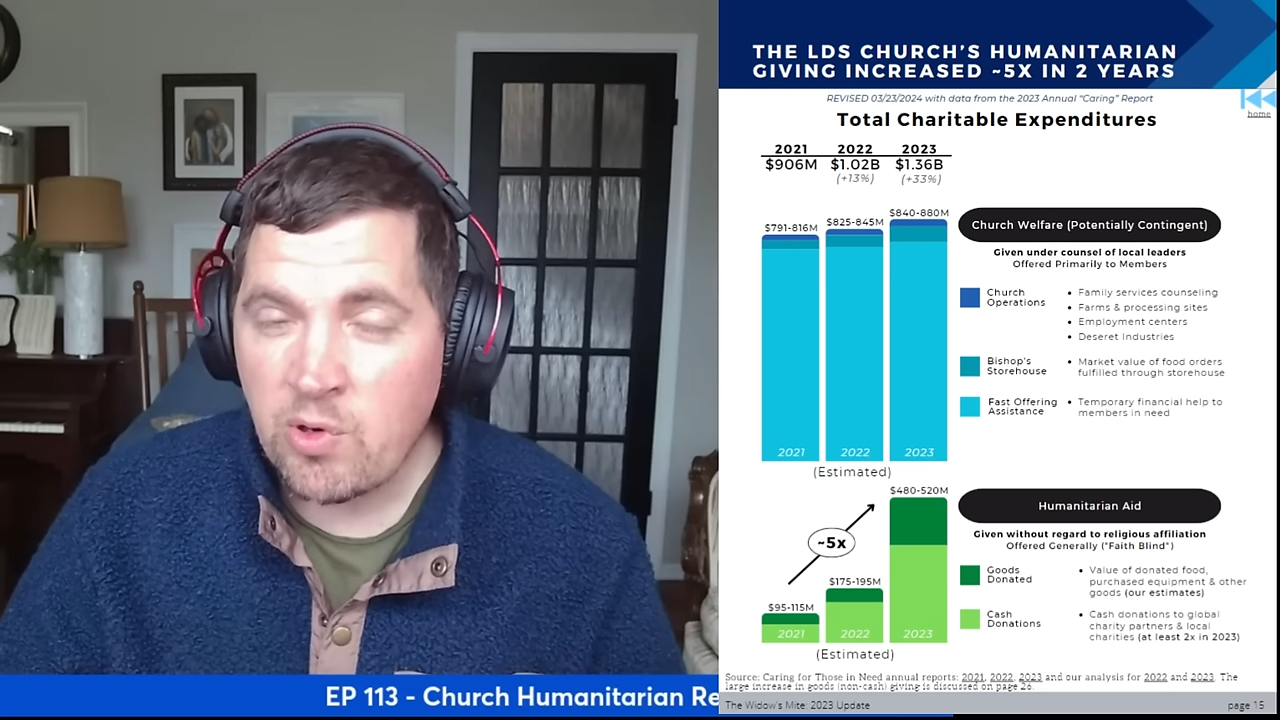 THE LDS CHURCH'S HUMANITARIAN
GIVING INCREASED ~5X IN 2 YEARS
REVISED 03/23/2024 with data from the 2023 Annual "Caring" Report
home
Total Charitable Expenditures
2021 2022 2023
$906M $1.02B $1.36B
(+13%) (+33%)
$791-816M $825-845M $840-880M
2021 2022 2023
(Estimated)
Church Welfare (Potentially Contingent)
Given under counsel of local leaders
Offered Primarily to Members
Church
Operations
• Family services counseling
• Farms & processing sites
• Employment centers
• Deseret Industries
Bishop's
Storehouse
• Market value of food orders
fulfilled through storehouse
Fast Offering
Assistance
• Temporary financial help to
members in need
$95-115M $175-195M $480-520M
~5x
2021 2022 2023
(Estimated)
Humanitarian Aid
Given without regard to religious affiliation
Offered Generally ("Faith Blind")
Goods
Donated
• Value of donated food,
purchased equipment & other
goods (our estimates)
Cash
Donations
• Cash donations to global
charity partners & local
charities (at least 2x in 2023)
Source: Caring for Those in Need annual reports: 2021, 2022, 2023 and our analysis for 2022 and 2023. The
large increase in goods (non-cash) giving is discussed on page 26.
The Widow's Mite: 2023 Update page 15
EP 113 - Church Humanitarian Re